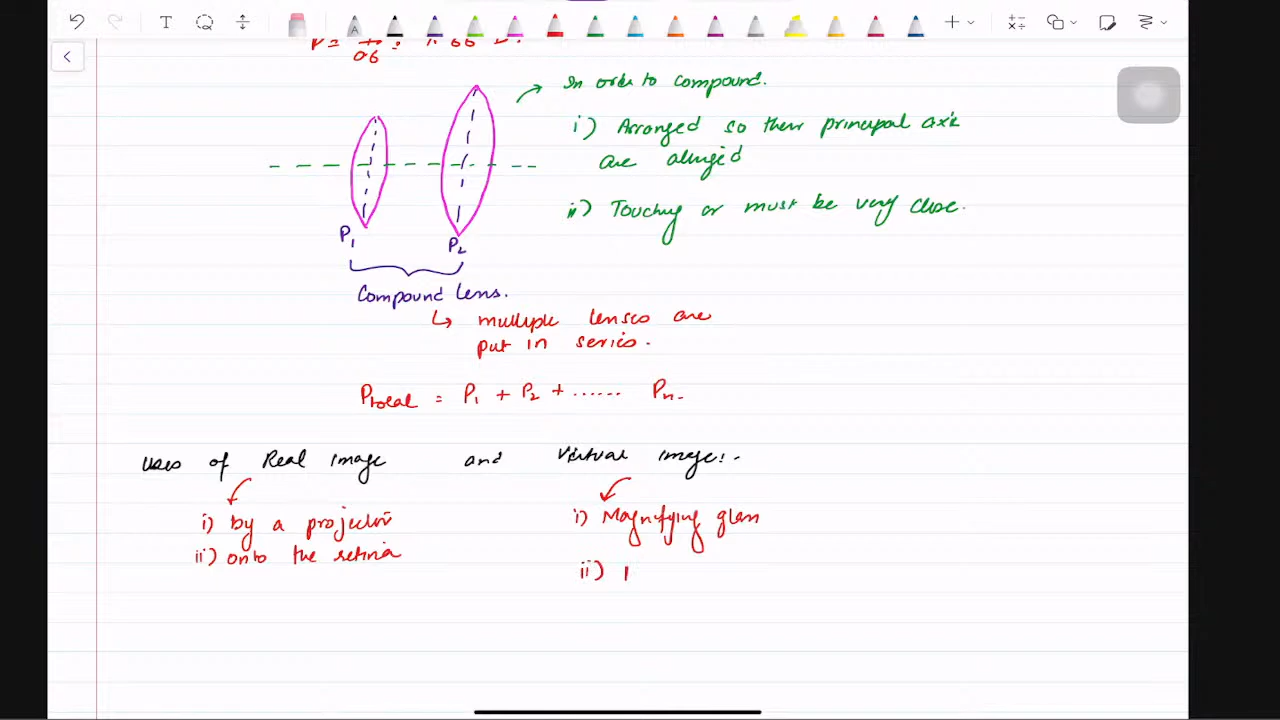 In order to compound.
i) Arranged so their principal axis
are alinged
ii) Touching or must be very close.
P1
P2
Compound Lens.
↳ multiple lenses are
put in series.
Ptotal = P1 + P2 + ...... Pn.
Uses of Real image and Virtual image:-
i) by a projector
ii) onto the retina
i) Magnifying glass
ii)